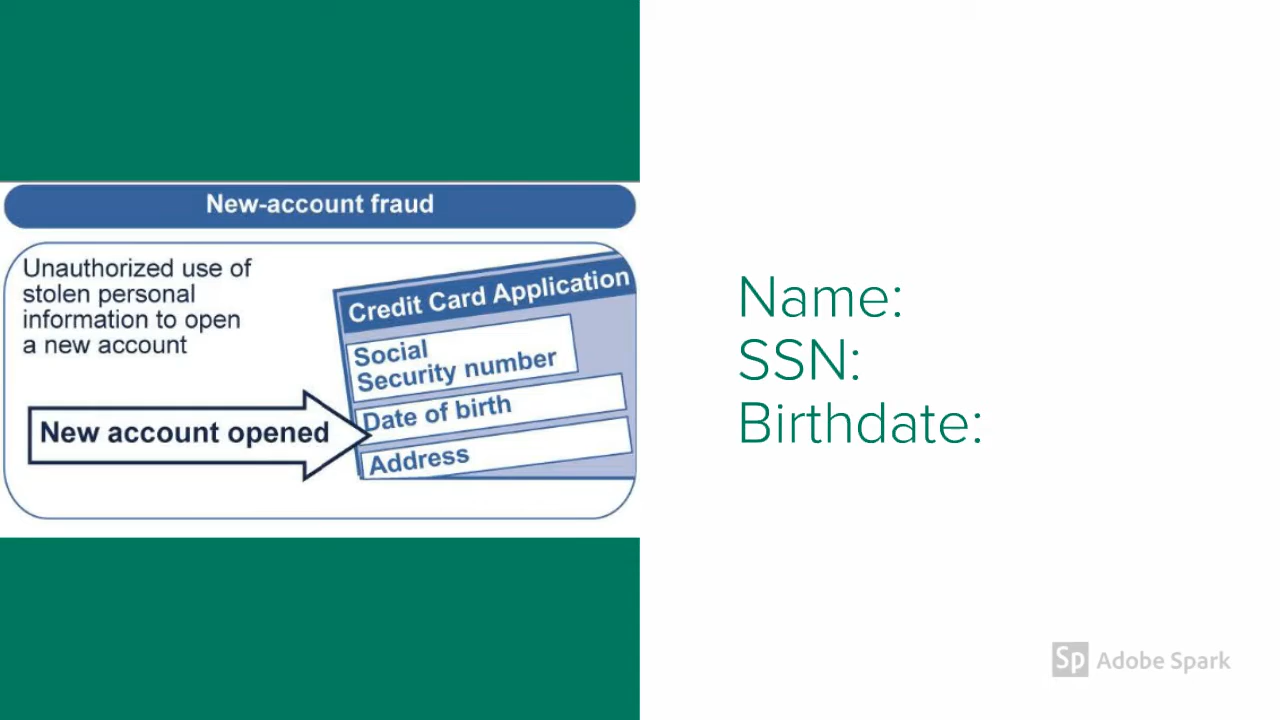 New-account fraud
Unauthorized use of
stolen personal
information to open
a new account
New account opened
Credit Card Application
Social
Security number
Date of birth
Address
Name:
SSN:
Birthdate:
Sp Adobe Spark